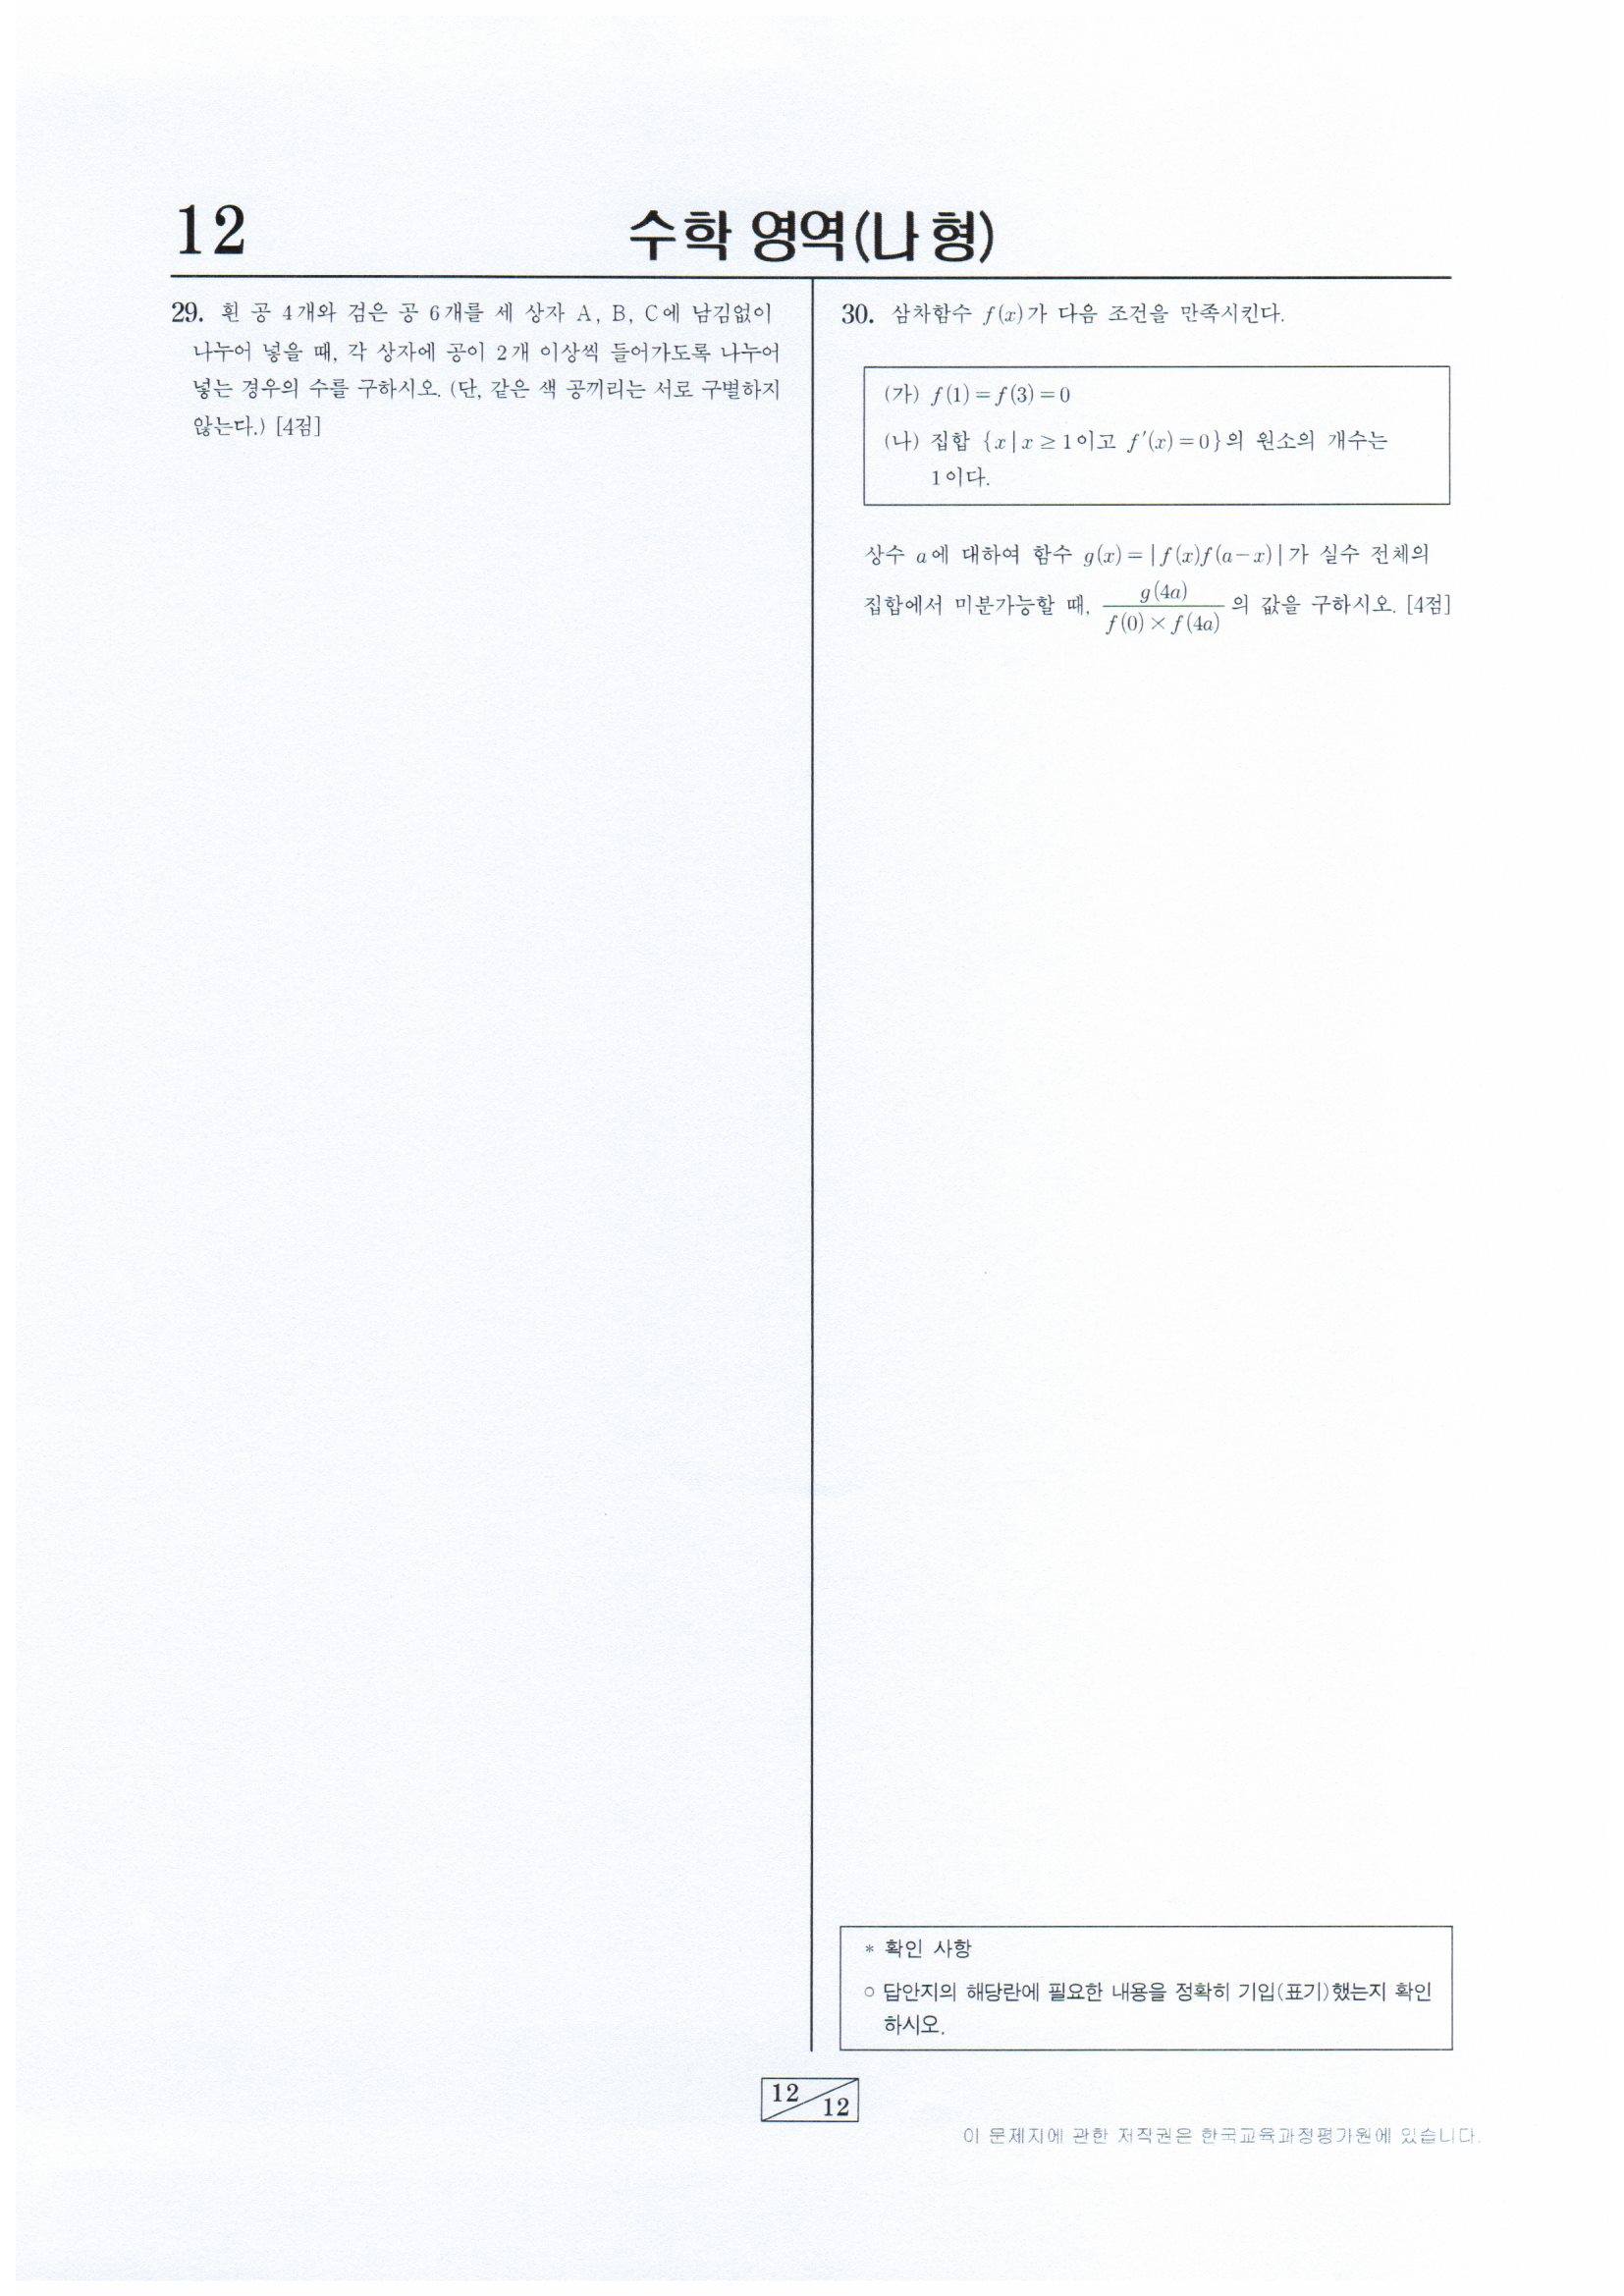 12
수학 영역(나 형)
29. 흰 공 4개와 검은 공 6개를 세 상자 A, B, C에 남김없이
나누어 넣을 때, 각 상자에 공이 2개 이상씩 들어가도록 나누어
넣는 경우의 수를 구하시오. (단, 같은 색 공끼리는 서로 구별하지
않는다.) [4점]
30. 삼차함수 f(x)가 다음 조건을 만족시킨다.
(가) f(1)=f(3)=0
(나) 집합 {x|x≥1이고 f′(x)=0}의 원소의 개수는
1이다.
상수 a에 대하여 함수 g(x)=|f(x)f(a-x)|가 실수 전체의
집합에서 미분가능할 때, g(4a)/f(0)×f(4a) 의 값을 구하시오. [4점]
* 확인 사항
○ 답안지의 해당란에 필요한 내용을 정확히 기입(표기)했는지 확인
하시오.
12/12
이 문제지에 관한 저작권은 한국교육과정평가원에 있습니다.